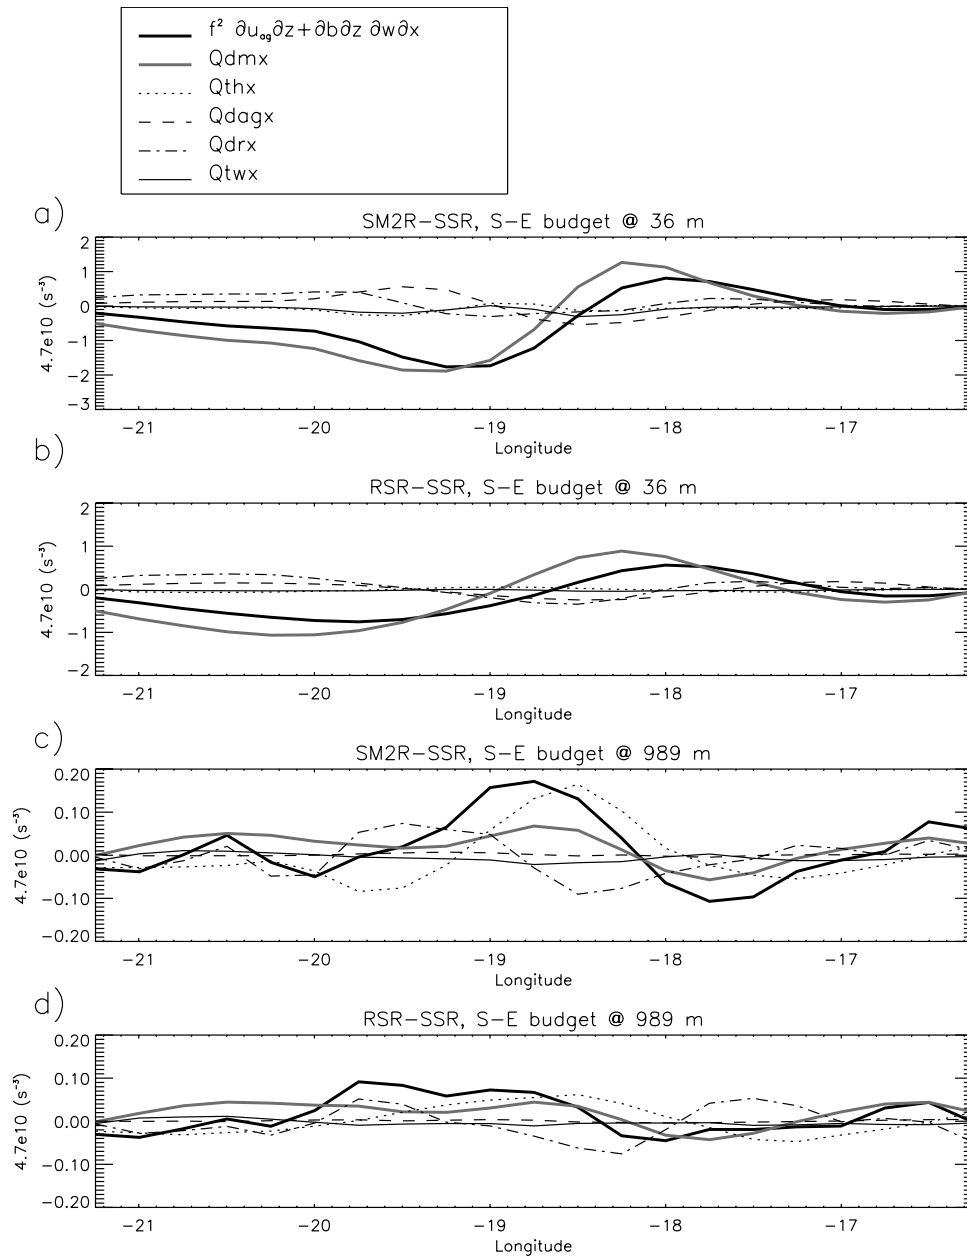 f² ∂u_ag∂z+∂b∂z ∂w∂x
Qdmx
Qthx
Qdagx
Qdrx
Qtwx
a)
SM2R-SSR, S-E budget @ 36 m
2
1
0
-1
-2
-3
4.7e10 (s⁻³)
-21 -20 -19 -18 -17
Longitude
b)
RSR-SSR, S-E budget @ 36 m
2
1
0
-1
-2
4.7e10 (s⁻³)
-21 -20 -19 -18 -17
Longitude
c)
SM2R-SSR, S-E budget @ 989 m
0.20
0.10
0.00
-0.10
-0.20
4.7e10 (s⁻³)
-21 -20 -19 -18 -17
Longitude
d)
RSR-SSR, S-E budget @ 989 m
0.20
0.10
0.00
-0.10
-0.20
4.7e10 (s⁻³)
-21 -20 -19 -18 -17
Longitude